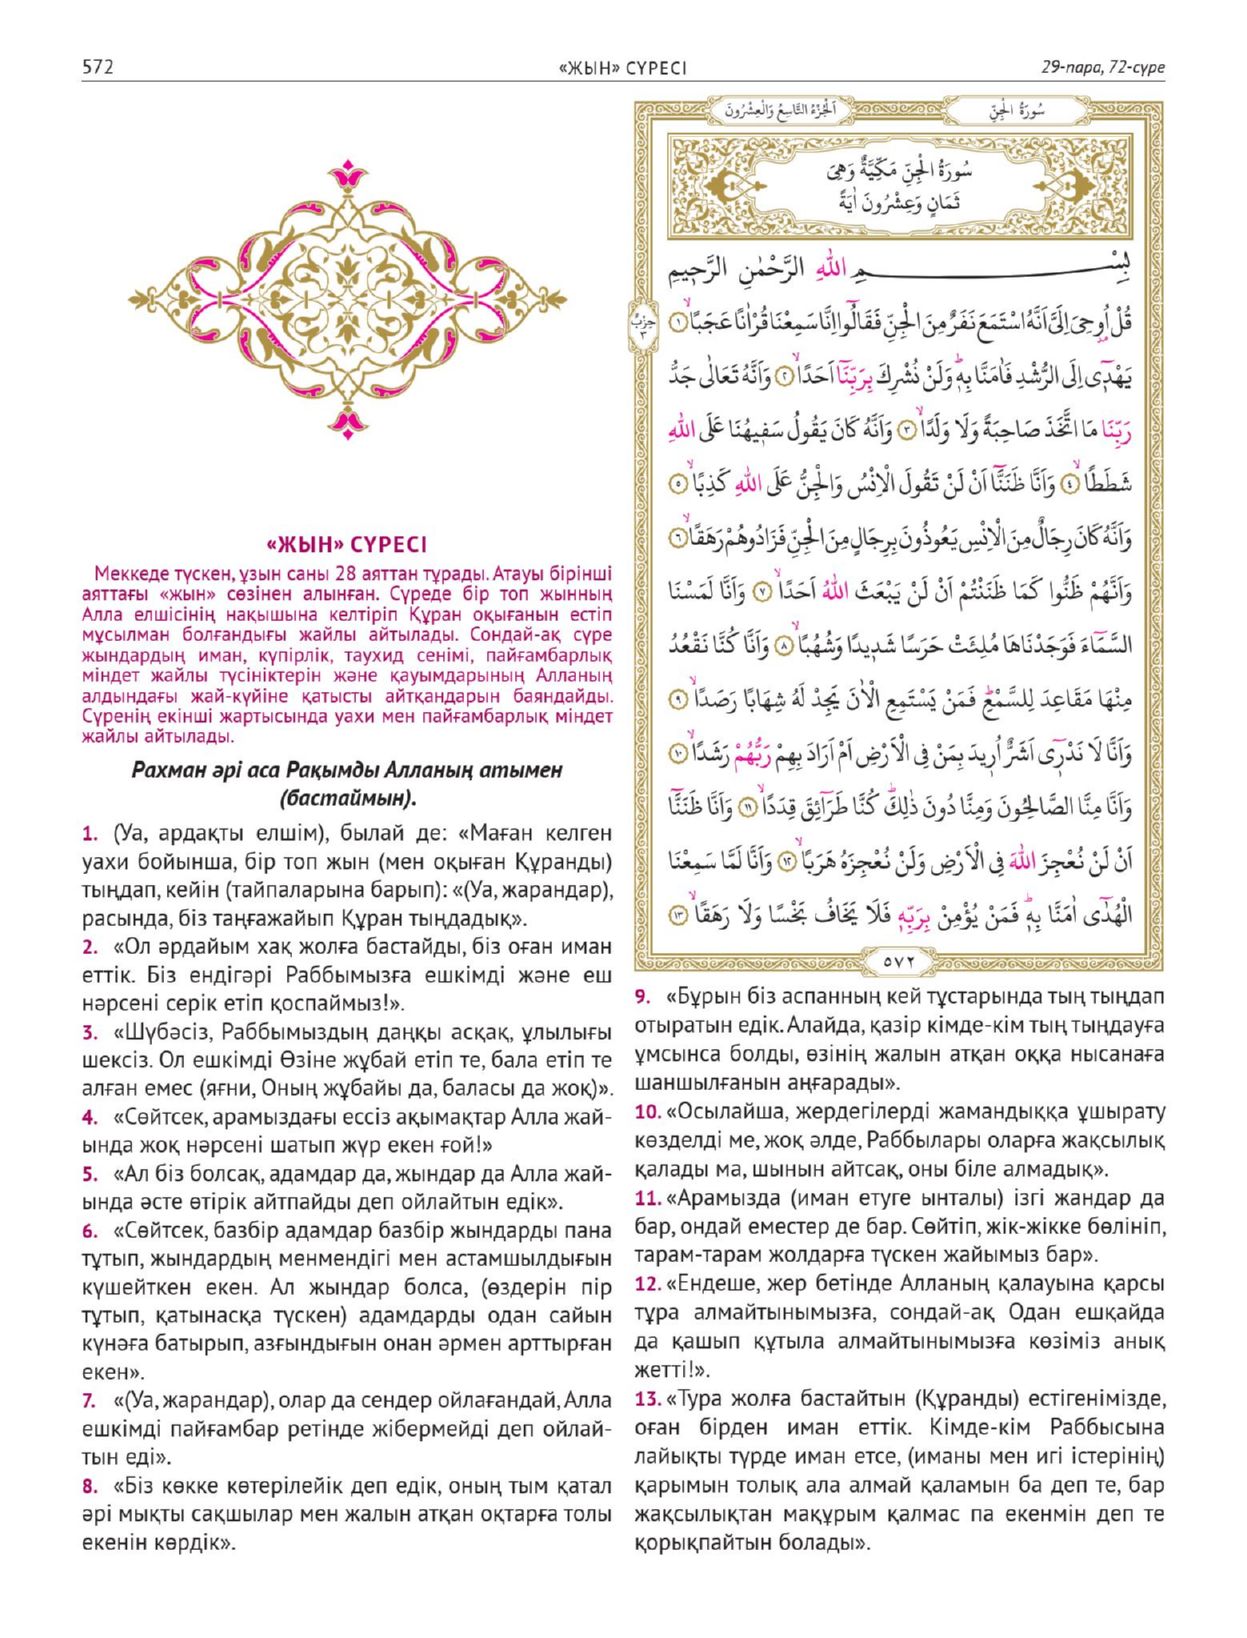 572
«ЖЫН» СҮРЕСІ
29-пара, 72-сүре
«ЖЫН» СҮРЕСІ
Меккеде түскен, ұзын саны 28 аяттан тұрады. Атауы бірінші
аяттағы «жын» сөзінен алынған. Сүреде бір топ жынның
Алла елшісінің нақышына келтіріп Құран оқығанын естіп
мұсылман болғандығы жайлы айтылады. Сондай-ақ сүре
жындардың иман, күпірлік, таухид сенімі, пайғамбарлық
міндет жайлы түсініктерін және қауымдарының Алланың
алдындағы жай-күйіне қатысты айтқандарын баяндайды.
Сүренің екінші жартысында уахи мен пайғамбарлық міндет
жайлы айтылады.
Рахман әрі аса Рақымды Алланың атымен
(бастаймын).
1. (Уа, ардақты елшім), былай де: «Маған келген
уахи бойынша, бір топ жын (мен оқыған Құранды)
тыңдап, кейін (тайпаларына барып): «(Уа, жарандар),
расында, біз таңғажайып Құран тыңдадық».
2. «Ол әрдайым хақ жолға бастайды, біз оған иман
еттік. Біз ендігәрі Раббымызға ешкімді және еш
нәрсені серік етіп қоспаймыз!».
3. «Шүбәсіз, Раббымыздың даңқы асқақ, ұлылығы
шексіз. Ол ешкімді Өзіне жұбай етіп те, бала етіп те
алған емес (яғни, Оның жұбайы да, баласы да жоқ)».
4. «Сөйтсек, арамыздағы ессіз ақымақтар Алла жай-
ында жоқ нәрсені шатып жүр екен ғой!»
5. «Ал біз болсақ, адамдар да, жындар да Алла жай-
ында әсте өтірік айтпайды деп ойлайтын едік».
6. «Сөйтсек, базбір адамдар базбір жындарды пана
тұтып, жындардың менмендігі мен астамшылдығын
күшейткен екен. Ал жындар болса, (өздерін пір
тұтып, қатынасқа түскен) адамдарды одан сайын
күнәға батырып, азғындығын онан әрмен арттырған
екен».
7. «(Уа, жарандар), олар да сендер ойлағандай, Алла
ешкімді пайғамбар ретінде жібермейді деп ойлай-
тын еді».
8. «Біз көкке көтерілейік деп едік, оның тым қатал
әрі мықты сақшылар мен жалын атқан оқтарға толы
екенін көрдік».
اَلْجُزْءُ التَّاسِعُ وَالْعِشْرُونَ
سُورَةُ الْجِنِّ
سُورَةُ الْجِنِّ مَكِّيَّةٌ وَهِىَ
ثَمَانٍ وَعِشْرُونَ اٰيَةً
بِسْمِ اللّٰهِ الرَّحْمٰنِ الرَّحِيمِ
حِزْبٌ ٣
قُلْ اُو۫حِىَ اِلَىَّ اَنَّهُ اسْتَمَعَ نَفَرٌ مِنَ الْجِنِّ فَقَالُٓوا اِنَّا سَمِعْنَا قُرْاٰنًا عَجَبًاۙ ١
يَهْد۪ٓى اِلَى الرُّشْدِ فَاٰمَنَّا بِه۪ۜ وَلَنْ نُشْرِكَ بِرَبِّنَٓا اَحَدًاۙ ٢ وَاَنَّهُ تَعَالٰى جَدُّ
رَبِّنَا مَا اتَّخَذَ صَاحِبَةً وَلَا وَلَدًاۙ ٣ وَاَنَّهُ كَانَ يَقُولُ سَف۪يهُنَا عَلَى اللّٰهِ
شَطَطًاۙ ٤ وَاَنَّا ظَنَنَّٓا اَنْ لَنْ تَقُولَ الْاِنْسُ وَالْجِنُّ عَلَى اللّٰهِ كَذِبًاۙ ٥
وَاَنَّهُ كَانَ رِجَالٌ مِنَ الْاِنْسِ يَعُوذُونَ بِرِجَالٍ مِنَ الْجِنِّ فَزَادُوهُمْ رَهَقًاۙ ٦
وَاَنَّهُمْ ظَنُّوا كَمَا ظَنَنْتُمْ اَنْ لَنْ يَبْعَثَ اللّٰهُ اَحَدًاۙ ٧ وَاَنَّا لَمَسْنَا
السَّمَٓاءَ فَوَجَدْنَاهَا مُلِئَتْ حَرَسًا شَد۪يدًا وَشُهُبًاۙ ٨ وَاَنَّا كُنَّا نَقْعُدُ
مِنْهَا مَقَاعِدَ لِلسَّمْعِۜ فَمَنْ يَسْتَمِعِ الْاٰنَ يَجِدْ لَهُ شِهَابًا رَصَدًاۙ ٩
وَاَنَّا لَا نَدْر۪ٓى اَشَرٌّ اُر۪يدَ بِمَنْ فِى الْاَرْضِ اَمْ اَرَادَ بِهِمْ رَبُّهُمْ رَشَدًاۙ ١٠
وَاَنَّا مِنَّا الصَّالِحُونَ وَمِنَّا دُونَ ذٰلِكَۜ كُنَّا طَرَٓائِقَ قِدَدًاۙ ١١ وَاَنَّا ظَنَنَّٓا
اَنْ لَنْ نُعْجِزَ اللّٰهَ فِى الْاَرْضِ وَلَنْ نُعْجِزَهُ هَرَبًاۙ ١٢ وَاَنَّا لَمَّا سَمِعْنَا
الْهُدٰٓى اٰمَنَّا بِه۪ۜ فَمَنْ يُؤْمِنْ بِرَبِّه۪ فَلَا يَخَافُ بَخْسًا وَلَا رَهَقًاۙ ١٣
٥٧٢
9. «Бұрын біз аспанның кей тұстарында тың тыңдап
отыратын едік. Алайда, қазір кімде-кім тың тыңдауға
ұмсынса болды, өзінің жалын атқан оққа нысанаға
шаншылғанын аңғарады».
10. «Осылайша, жердегілерді жамандыққа ұшырату
көзделді ме, жоқ әлде, Раббылары оларға жақсылық
қалады ма, шынын айтсақ, оны біле алмадық».
11. «Арамызда (иман етуге ынталы) ізгі жандар да
бар, ондай еместер де бар. Сөйтіп, жік-жікке бөлініп,
тарам-тарам жолдарға түскен жайымыз бар».
12. «Ендеше, жер бетінде Алланың қалауына қарсы
тұра алмайтынымызға, сондай-ақ Одан ешқайда
да қашып құтыла алмайтынымызға көзіміз анық
жетті!».
13. «Тура жолға бастайтын (Құранды) естігенімізде,
оған бірден иман еттік. Кімде-кім Раббысына
лайықты түрде иман етсе, (иманы мен игі істерінің)
қарымын толық ала алмай қаламын ба деп те, бар
жақсылықтан мақұрым қалмас па екенмін деп те
қорықпайтын болады».